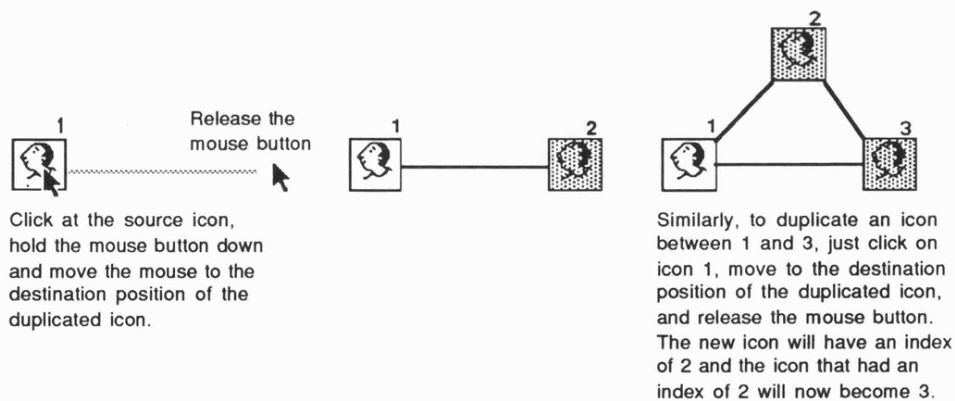 1
Release the
mouse button
Click at the source icon,
hold the mouse button down
and move the mouse to the
destination position of the
duplicated icon.
1
2
2
1
3
Similarly, to duplicate an icon
between 1 and 3, just click on
icon 1, move to the destination
position of the duplicated icon,
and release the mouse button.
The new icon will have an index
of 2 and the icon that had an
index of 2 will now become 3.